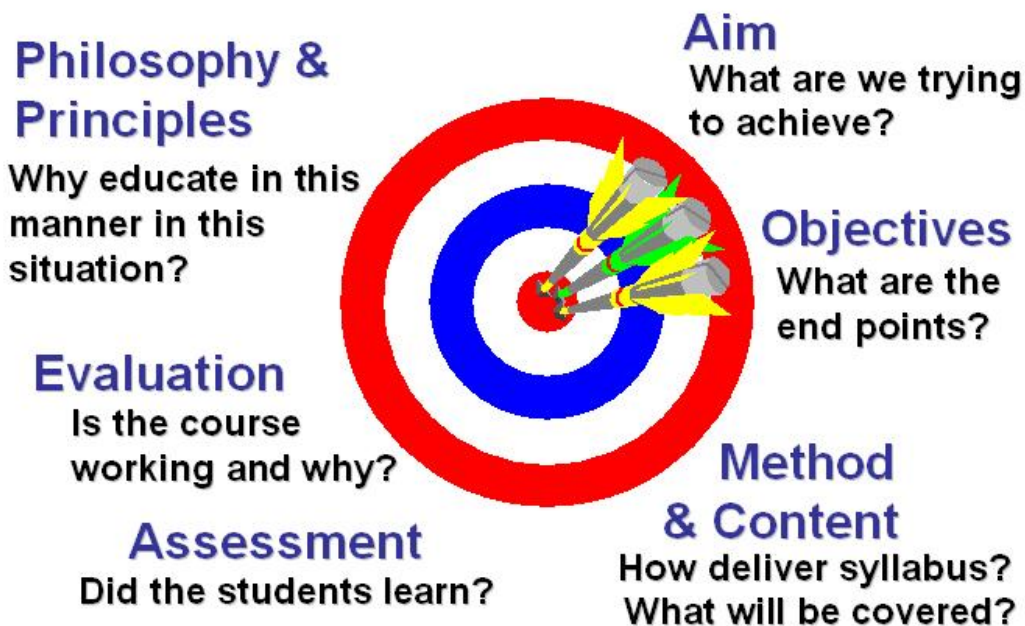 Philosophy &
Principles
Why educate in this
manner in this
situation?
Aim
What are we trying
to achieve?
Objectives
What are the
end points?
Evaluation
Is the course
working and why?
Method
& Content
How deliver syllabus?
What will be covered?
Assessment
Did the students learn?